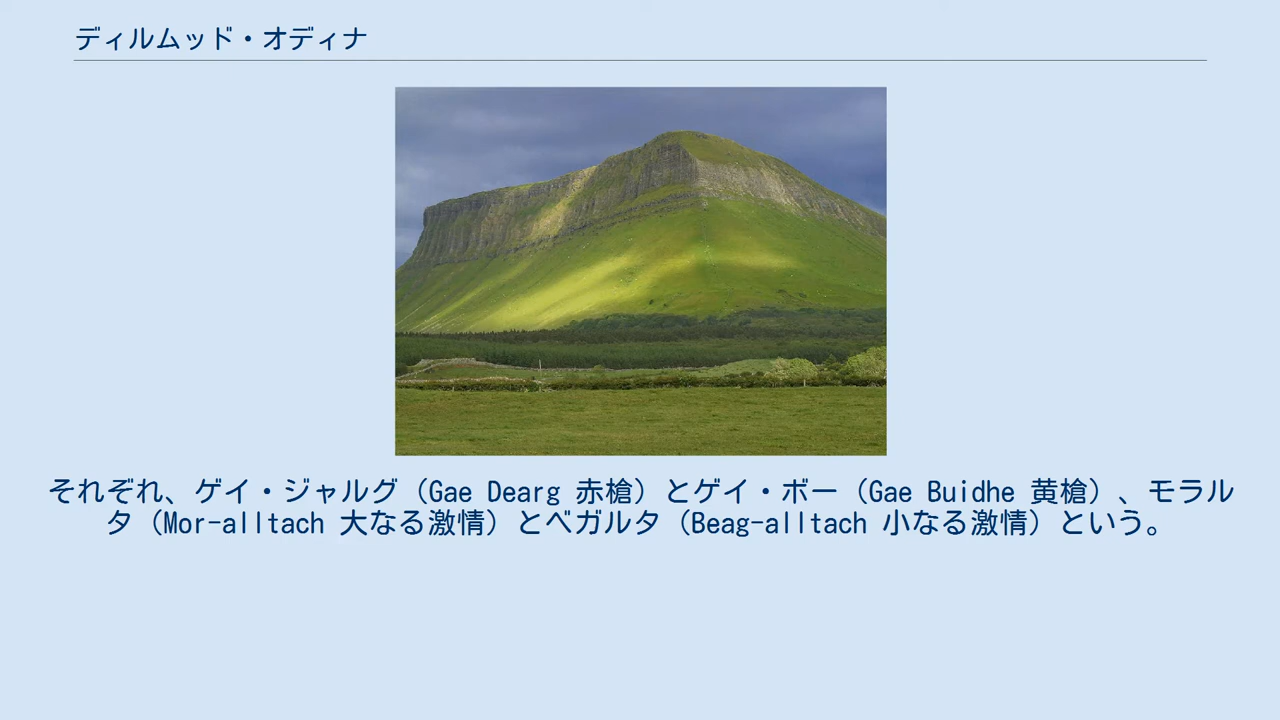 ディルムッド・オディナ
それぞれ、ゲイ・ジャルグ（Gae Dearg 赤槍）とゲイ・ボー（Gae Buidhe 黄槍）、モラル
タ（Mor-alltach 大なる激情）とベガルタ（Beag-alltach 小なる激情）という。